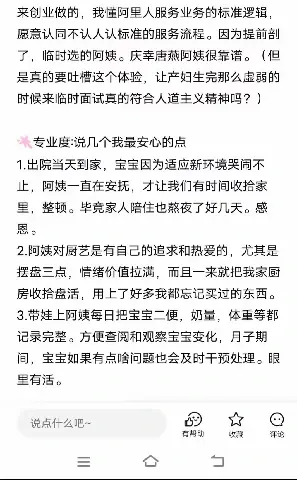 来创业做的，我懂阿里人服务业务的标准逻辑，
愿意认同不认人认标准的服务流程。因为提前剖
了，临时选的阿姨。庆幸唐燕阿姨很靠谱。（但
是真的要吐槽这个体验，让产妇生完那么虚弱的
时候来临时面试真的符合人道主义精神吗？）
专业度:说几个我最安心的点
1.出院当天到家，宝宝因为适应新环境哭闹不
止，阿姨一直在安抚，才让我们有时间收拾家
里，整顿。毕竟家人陪住也熬夜了好几天。感
恩。
2.阿姨对厨艺是有自己的追求和热爱的，尤其是
摆盘三点，情绪价值拉满，而且一来就把我家厨
房收拾盘活，用上了好多我都忘记买过的东西。
3.带娃上阿姨每日把宝宝二便，奶量，体重等都
记录完整。方便查阅和观察宝宝变化，月子期
间，宝宝如果有点啥问题也会及时干预处理。眼
里有活。
说点什么吧~
有帮助
收藏
评论